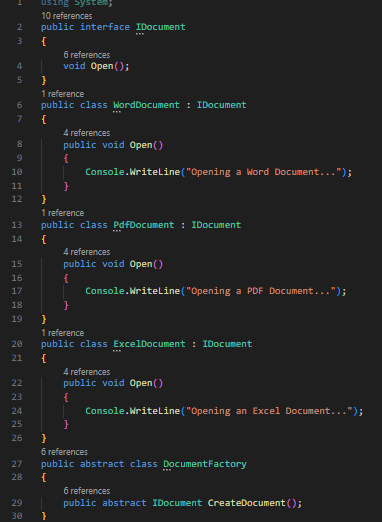 1 using System;
10 references
2 public interface IDocument
3 {
6 references
4 void Open();
5 }
1 reference
6 public class WordDocument : IDocument
7 {
4 references
8 public void Open()
9 {
10 Console.WriteLine("Opening a Word Document...");
11 }
12 }
1 reference
13 public class PdfDocument : IDocument
14 {
4 references
15 public void Open()
16 {
17 Console.WriteLine("Opening a PDF Document...");
18 }
19 }
1 reference
20 public class ExcelDocument : IDocument
21 {
4 references
22 public void Open()
23 {
24 Console.WriteLine("Opening an Excel Document...");
25 }
26 }
6 references
27 public abstract class DocumentFactory
28 {
6 references
29 public abstract IDocument CreateDocument();
30 }